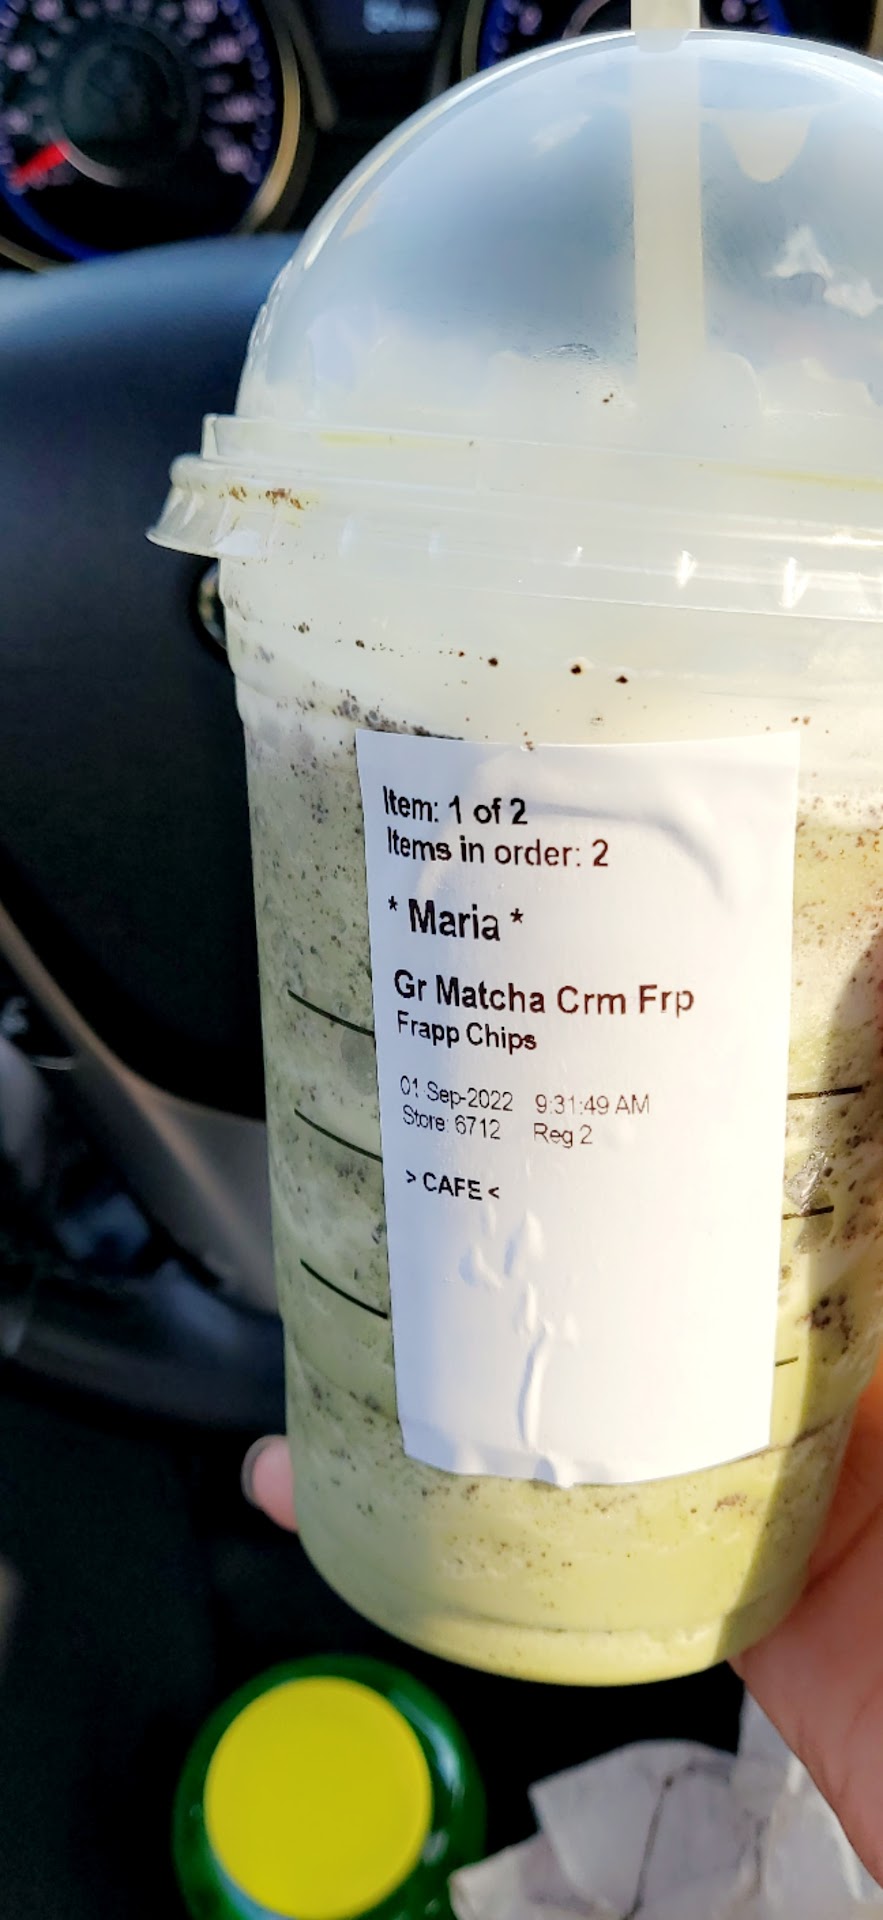 Item: 1 of 2
Items in order: 2
* Maria *
Gr Matcha Crm Frp
Frapp Chips
01 Sep-2022 9:31:49 AM
Store: 6712 Reg 2
> CAFE <